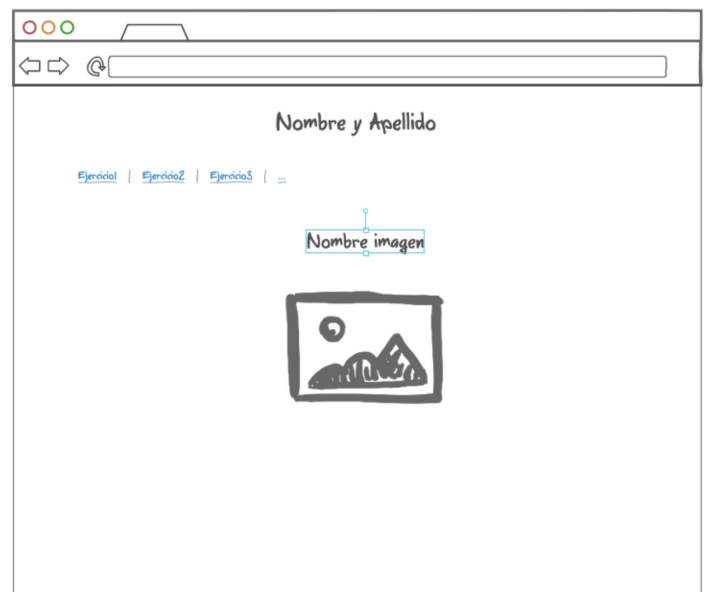 Nombre y Apellido
Ejercicio1 | Ejercicio2 | Ejercicio3 | ...
Nombre imagen